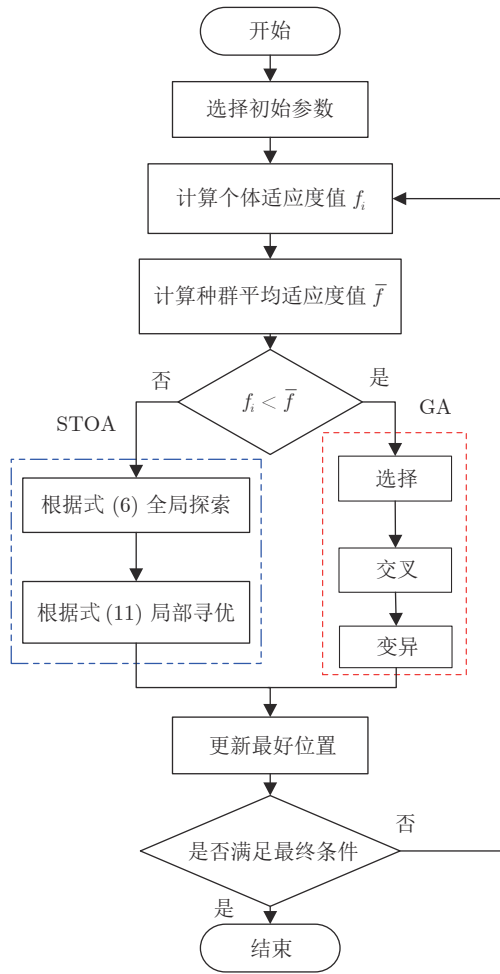 开始
选择初始参数
计算个体适应度值 f_i
计算种群平均适应度值 f̅
f_i < f̅
否
是
STOA
GA
根据式 (6) 全局探索
根据式 (11) 局部寻优
选择
交叉
变异
更新最好位置
是否满足最终条件
否
是
结束